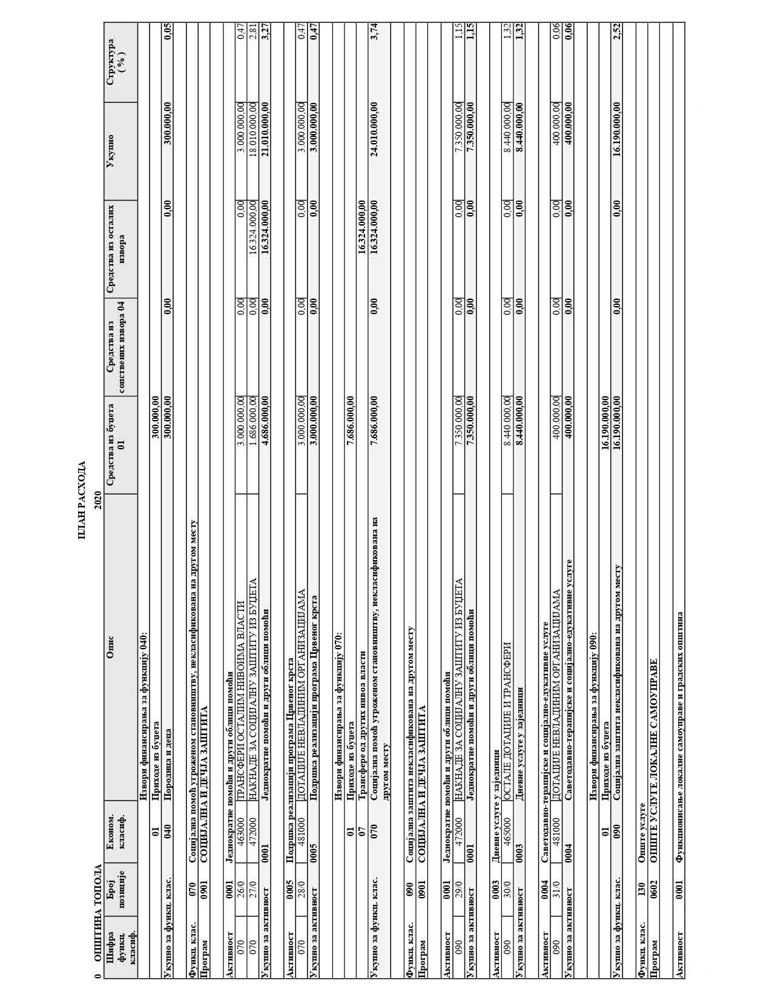 ПЛАН РАСХОДА
0 ОПШТИНА ТОПОЛА 2020
Шифра функц. класиф. Број позиције Економ. класиф. Опис Средства из буџета 01 Средства из сопствених извора 04 Средства из осталих извора Укупно Структура ( % )
Извори финансирања за функцију 040:
01 Приходе из буџета 300.000,00
Укупно за функц. клас. 040 Породица и деца 300.000,00 0,00 0,00 300.000,00 0,05
Функц. клас. 070 Социјална помоћ угроженом становништву, некласификована на другом месту
Програм 0901 СОЦИЈАЛНА И ДЕЧЈА ЗАШТИТА
Активност 0001 Једнократне помоћи и други облици помоћи
070 26/0 463000 ТРАНСФЕРИ ОСТАЛИМ НИВОИМА ВЛАСТИ 3.000.000,00 0,00 0,00 3.000.000,00 0,47
070 27/0 472000 НАКНАДЕ ЗА СОЦИЈАЛНУ ЗАШТИТУ ИЗ БУЏЕТА 1.686.000,00 0,00 16.324.000,00 18.010.000,00 2,81
Укупно за активност 0001 Једнократне помоћи и други облици помоћи 4.686.000,00 0,00 16.324.000,00 21.010.000,00 3,27
Активност 0005 Подршка реализацији програма Црвеног крста
070 28/0 481000 ДОТАЦИЈЕ НЕВЛАДИНИМ ОРГАНИЗАЦИЈАМА 3.000.000,00 0,00 0,00 3.000.000,00 0,47
Укупно за активност 0005 Подршка реализацији програма Црвеног крста 3.000.000,00 0,00 0,00 3.000.000,00 0,47
Извори финансирања за функцију 070:
01 Приходе из буџета 7.686.000,00
07 Трансфере од других нивоа власти 16.324.000,00
Укупно за функц. клас. 070 Социјална помоћ угроженом становништву, некласификована на 7.686.000,00 0,00 16.324.000,00 24.010.000,00 3,74
другом месту
Функц. клас. 090 Социјална заштита некласификована на другом месту
Програм 0901 СОЦИЈАЛНА И ДЕЧЈА ЗАШТИТА
Активност 0001 Једнократне помоћи и други облици помоћи
090 29/0 472000 НАКНАДЕ ЗА СОЦИЈАЛНУ ЗАШТИТУ ИЗ БУЏЕТА 7.350.000,00 0,00 0,00 7.350.000,00 1,15
Укупно за активност 0001 Једнократне помоћи и други облици помоћи 7.350.000,00 0,00 0,00 7.350.000,00 1,15
Активност 0003 Дневне услуге у заједници
090 30/0 465000 ОСТАЛЕ ДОТАЦИЈЕ И ТРАНСФЕРИ 8.440.000,00 0,00 0,00 8.440.000,00 1,32
Укупно за активност 0003 Дневне услуге у заједници 8.440.000,00 0,00 0,00 8.440.000,00 1,32
Активност 0004 Саветодавно-терапијске и социјално-едукативне услуге
090 31/0 481000 ДОТАЦИЈЕ НЕВЛАДИНИМ ОРГАНИЗАЦИЈАМА 400.000,00 0,00 0,00 400.000,00 0,06
Укупно за активност 0004 Саветодавно-терапијске и социјално-едукативне услуге 400.000,00 0,00 0,00 400.000,00 0,06
Извори финансирања за функцију 090:
01 Приходе из буџета 16.190.000,00
Укупно за функц. клас. 090 Социјална заштита некласификована на другом месту 16.190.000,00 0,00 0,00 16.190.000,00 2,52
Функц. клас. 130 Опште услуге
Програм 0602 ОПШТЕ УСЛУГЕ ЛОКАЛНЕ САМОУПРАВЕ
Активност 0001 Функционисање локалне самоуправе и градских општина